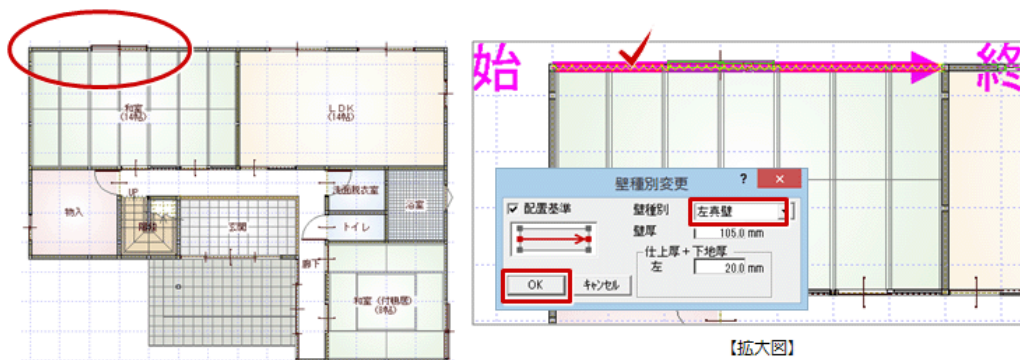 和室
(14帖)
LDK
(14帖)
UP
物入
階段
玄関
洗面脱衣室
浴室
トイレ
廊下
和室(付鴨居)
(8帖)
始
終
壁種別変更
? ×
配置基準
壁種別
左真壁
壁厚
105.0 mm
仕上厚+下地厚
左
20.0 mm
OK
キャンセル
【拡大図】